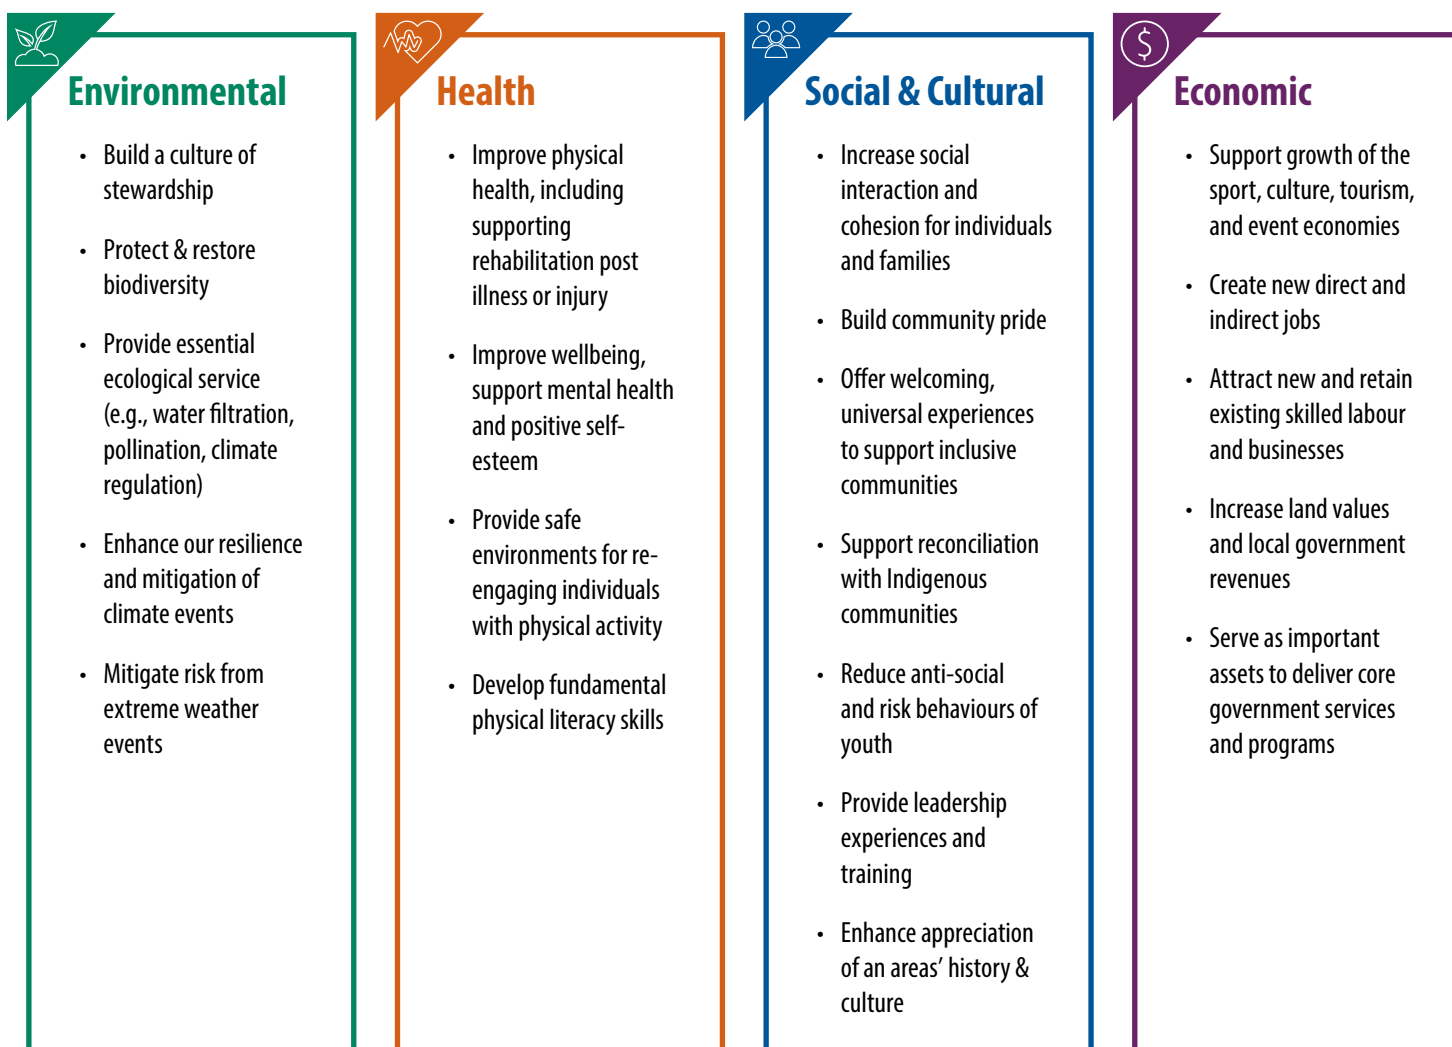 Environmental
• Build a culture of
stewardship
• Protect & restore
biodiversity
• Provide essential
ecological service
(e.g., water filtration,
pollination, climate
regulation)
• Enhance our resilience
and mitigation of
climate events
• Mitigate risk from
extreme weather
events
Health
• Improve physical
health, including
supporting
rehabilitation post
illness or injury
• Improve wellbeing,
support mental health
and positive self-
esteem
• Provide safe
environments for re-
engaging individuals
with physical activity
• Develop fundamental
physical literacy skills
Social & Cultural
• Increase social
interaction and
cohesion for individuals
and families
• Build community pride
• Offer welcoming,
universal experiences
to support inclusive
communities
• Support reconciliation
with Indigenous
communities
• Reduce anti-social
and risk behaviours of
youth
• Provide leadership
experiences and
training
• Enhance appreciation
of an areas’ history &
culture
$
Economic
• Support growth of the
sport, culture, tourism,
and event economies
• Create new direct and
indirect jobs
• Attract new and retain
existing skilled labour
and businesses
• Increase land values
and local government
revenues
• Serve as important
assets to deliver core
government services
and programs